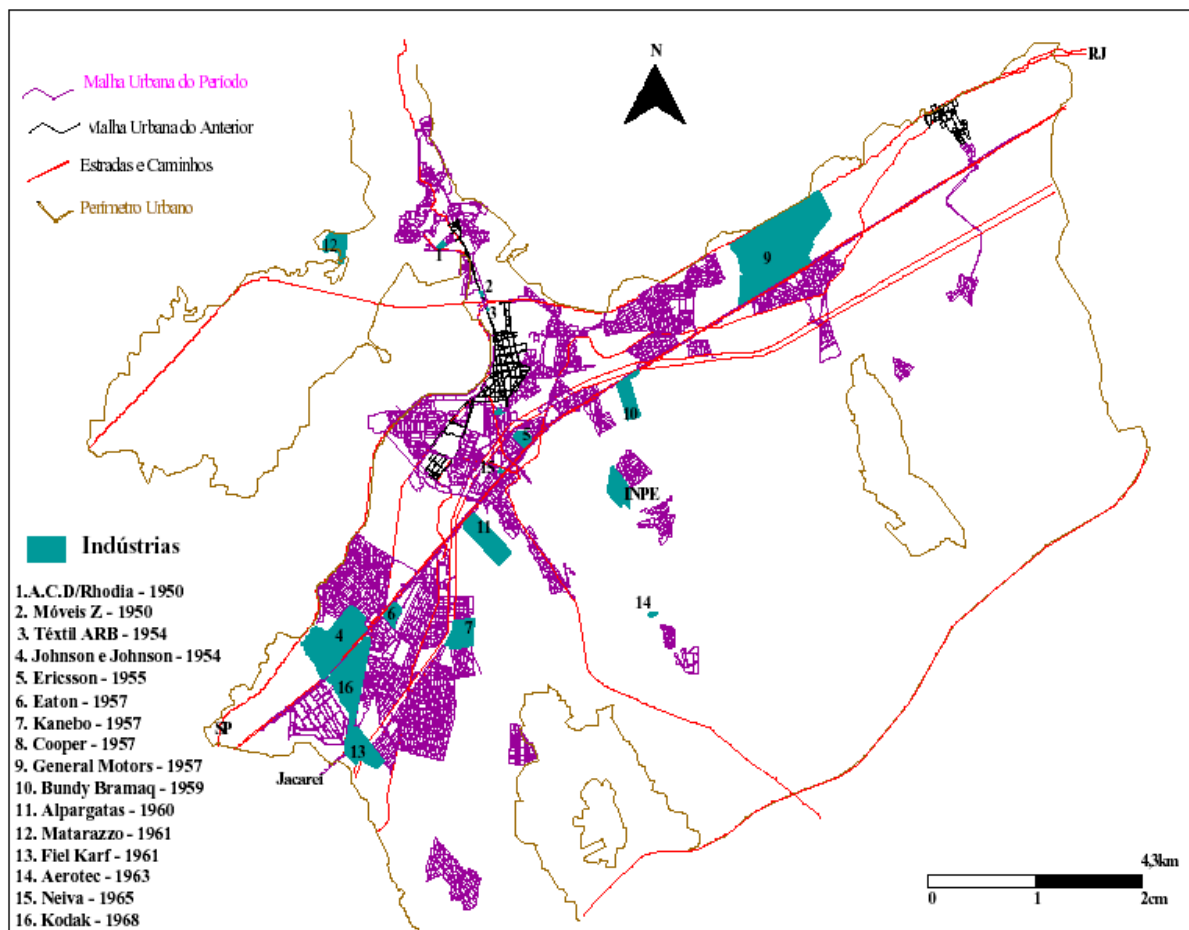 N
RJ
Malha Urbana do Período
Malha Urbana do Anterior
Estradas e Caminhos
Perímetro Urbano
12
1
9
2
3
10
5
15
INPE
11
14
6
7
4
16
SP
13
Jacareí
Indústrias
1.A.C.D/Rhodia - 1950
2. Móveis Z - 1950
3. Téxtil ARB - 1954
4. Johnson e Johnson - 1954
5. Ericsson - 1955
6. Eaton - 1957
7. Kanebo - 1957
8. Cooper - 1957
9. General Motors - 1957
10. Bundy Bramaq - 1959
11. Alpargatas - 1960
12. Matarazzo - 1961
13. Fiel Karf - 1961
14. Aerotec - 1963
15. Neiva - 1965
16. Kodak - 1968
4,3km
0 1 2cm